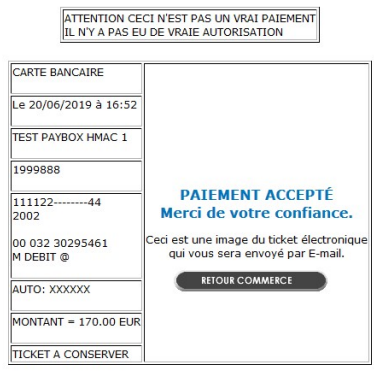 ATTENTION CECI N'EST PAS UN VRAI PAIEMENT
IL N'Y A PAS EU DE VRAIE AUTORISATION
CARTE BANCAIRE
Le 20/06/2019 à 16:52
TEST PAYBOX HMAC 1
1999888
111122--------44
2002
00 032 30295461
M DEBIT @
AUTO: XXXXXX
MONTANT = 170.00 EUR
TICKET A CONSERVER
PAIEMENT ACCEPTÉ
Merci de votre confiance.
Ceci est une image du ticket électronique
qui vous sera envoyé par E-mail.
RETOUR COMMERCE